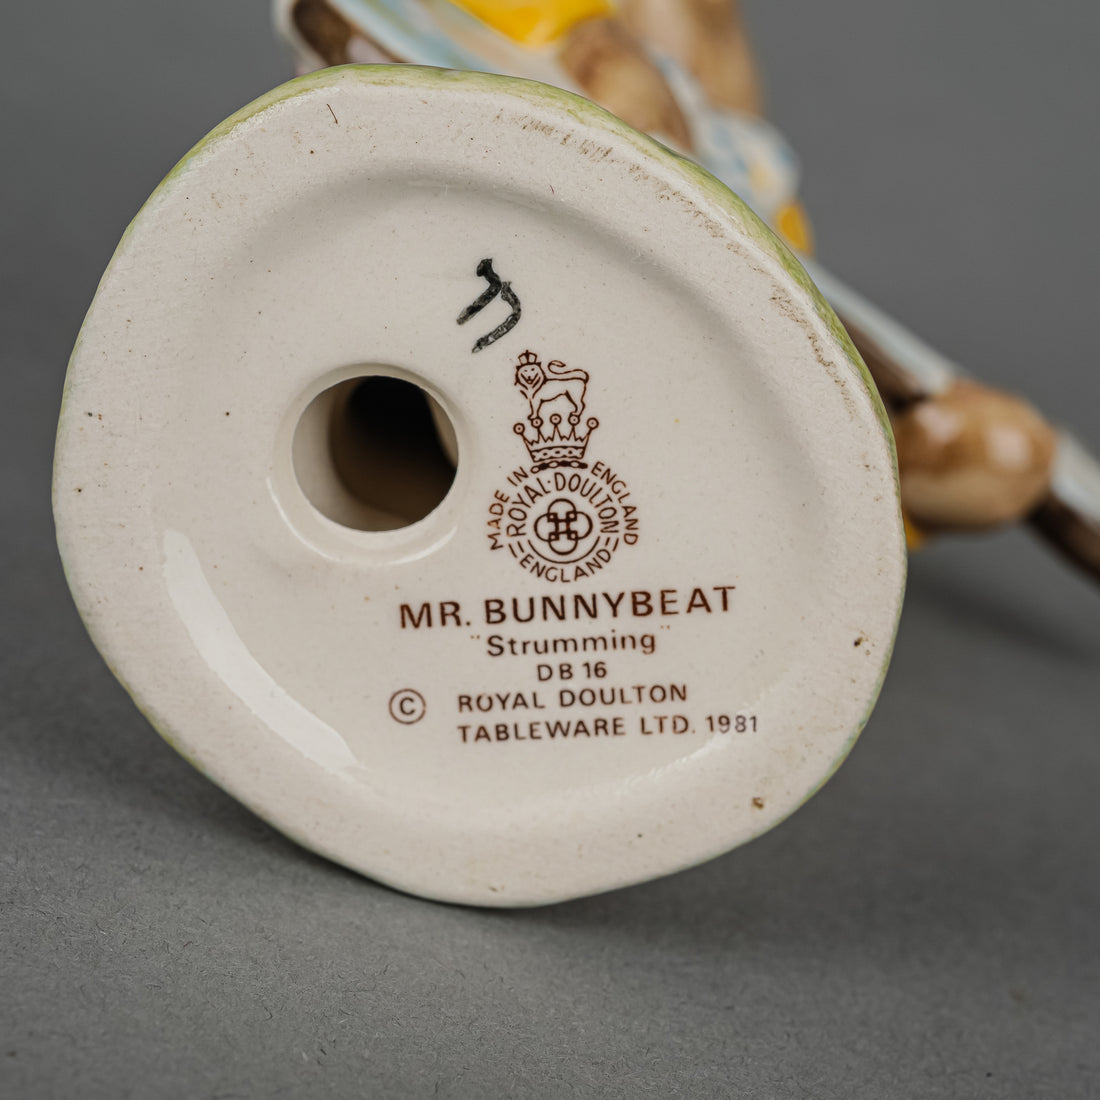 MADE IN ENGLAND
ROYAL·DOULTON
ENGLAND
MR. BUNNYBEAT
"Strumming"
DB 16
© ROYAL DOULTON
TABLEWARE LTD. 1981